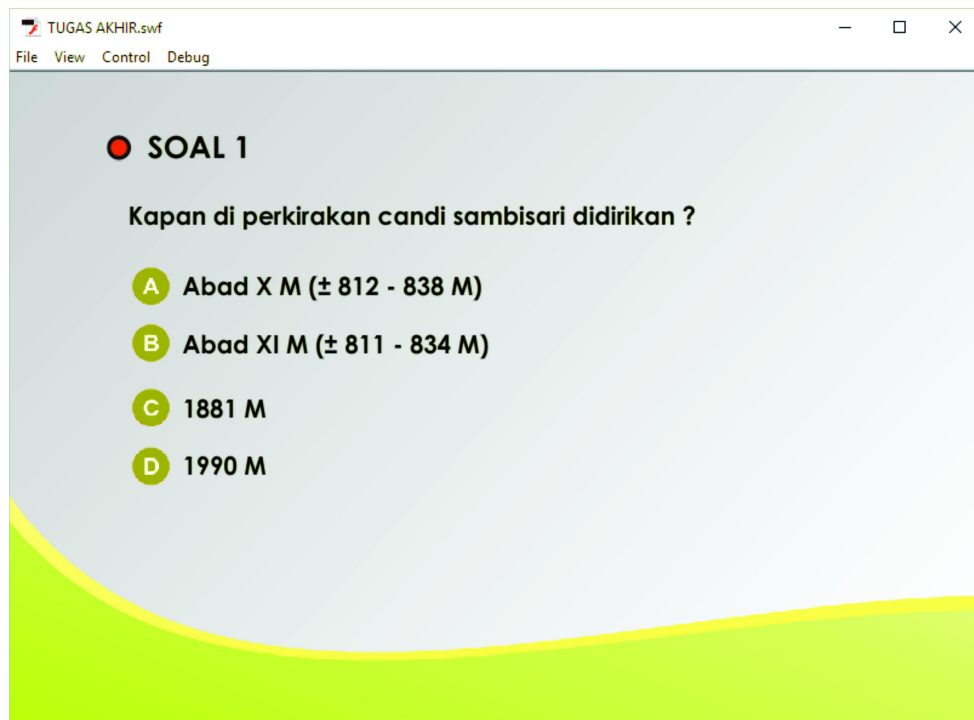 TUGAS AKHIR.swf
File View Control Debug
SOAL 1
Kapan di perkirakan candi sambisari didirikan ?
A Abad X M (± 812 - 838 M)
B Abad XI M (± 811 - 834 M)
C 1881 M
D 1990 M